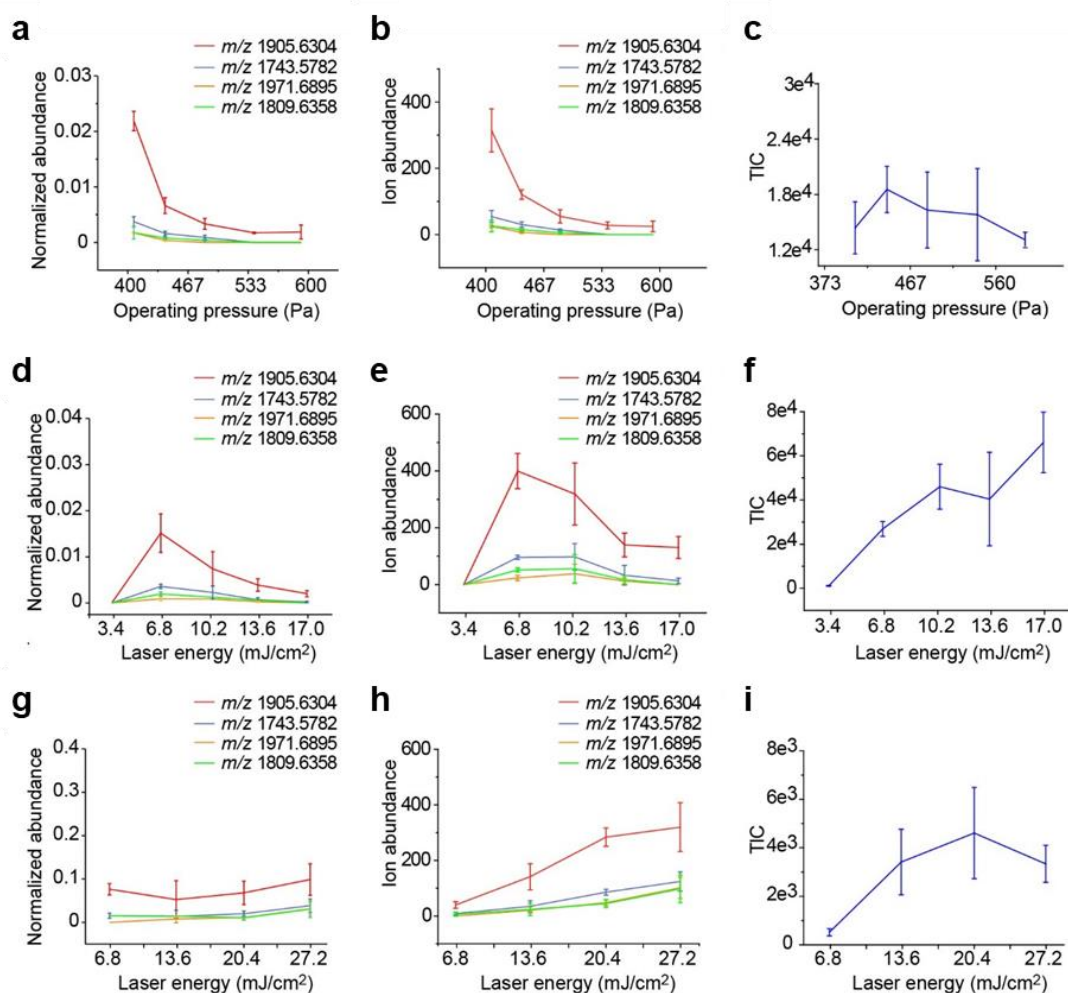 a
m/z 1905.6304
m/z 1743.5782
m/z 1971.6895
m/z 1809.6358
Normalized abundance
0.03
0.02
0.01
0
400 467 533 600
Operating pressure (Pa)
b
m/z 1905.6304
m/z 1743.5782
m/z 1971.6895
m/z 1809.6358
Ion abundance
400
200
0
400 467 533 600
Operating pressure (Pa)
c
TIC
3e⁴
2.4e⁴
1.8e⁴
1.2e⁴
373 467 560
Operating pressure (Pa)
d
m/z 1905.6304
m/z 1743.5782
m/z 1971.6895
m/z 1809.6358
Normalized abundance
0.04
0.03
0.02
0.01
0
3.4 6.8 10.2 13.6 17.0
Laser energy (mJ/cm²)
e
m/z 1905.6304
m/z 1743.5782
m/z 1971.6895
m/z 1809.6358
Ion abundance
600
400
200
0
3.4 6.8 10.2 13.6 17.0
Laser energy (mJ/cm²)
f
TIC
8e⁴
6e⁴
4e⁴
2e⁴
0
3.4 6.8 10.2 13.6 17.0
Laser energy (mJ/cm²)
g
m/z 1905.6304
m/z 1743.5782
m/z 1971.6895
m/z 1809.6358
Normalized abundance
0.4
0.3
0.2
0.1
0
6.8 13.6 20.4 27.2
Laser energy (mJ/cm²)
h
m/z 1905.6304
m/z 1743.5782
m/z 1971.6895
m/z 1809.6358
Ion abundance
600
400
200
0
6.8 13.6 20.4 27.2
Laser energy (mJ/cm²)
i
TIC
8e³
6e³
4e³
2e³
0
6.8 13.6 20.4 27.2
Laser energy (mJ/cm²)